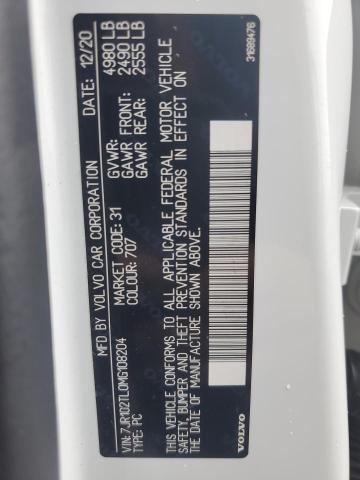 MFD BY VOLVO CAR CORPORATION DATE: 12/20
MARKET CODE: 31 GVWR: 4980 LB
COLOUR: 707 GAWR FRONT: 2490 LB
GAWR REAR: 2555 LB
VIN: 7JR102TL0MG108204
TYPE: PC
THIS VEHICLE CONFORMS TO ALL APPLICABLE FEDERAL MOTOR VEHICLE
SAFETY, BUMPER AND THEFT PREVENTION STANDARDS IN EFFECT ON
THE DATE OF MANUFACTURE SHOWN ABOVE.
VOLVO
31689476